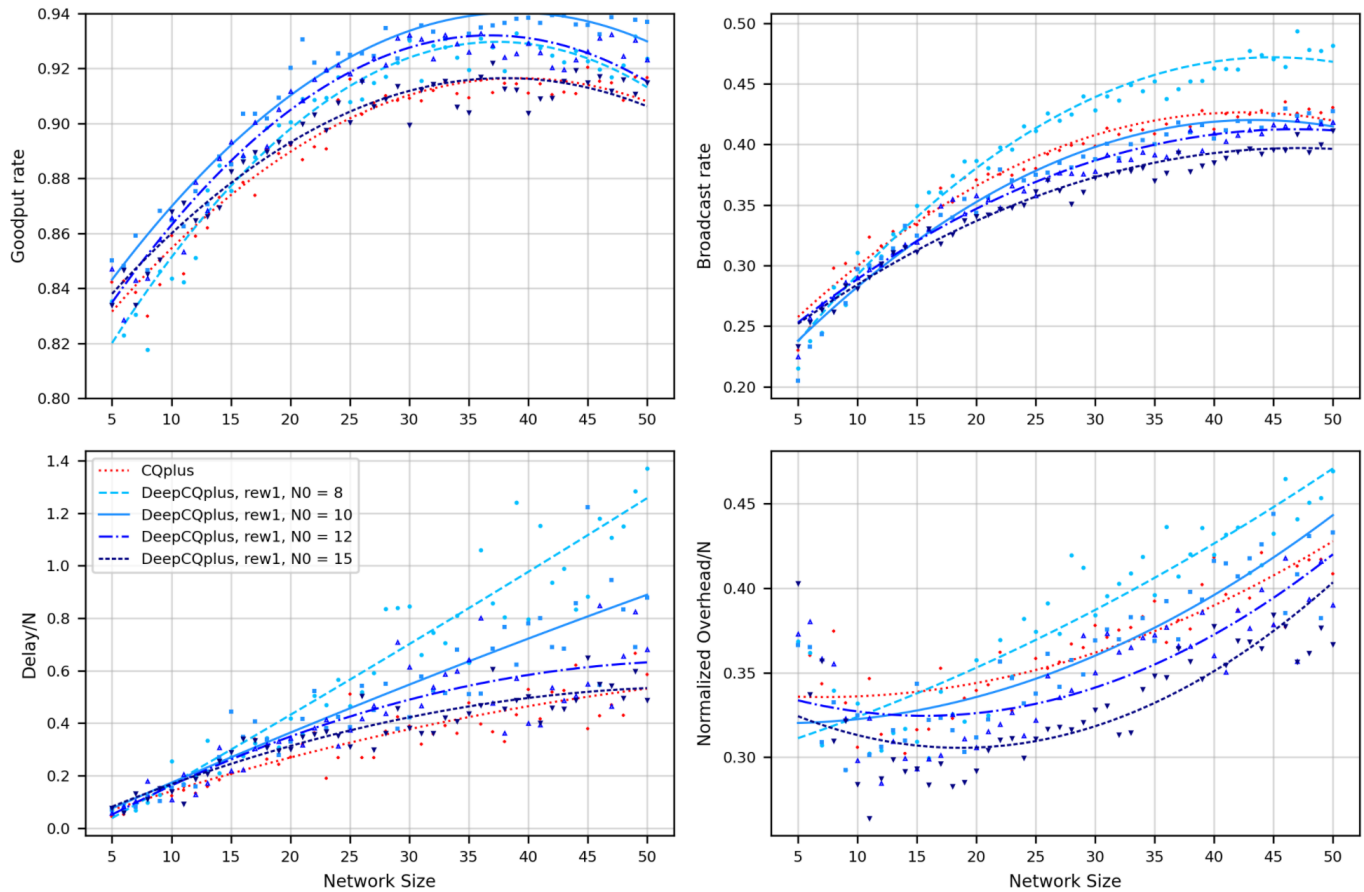 Goodput rate
0.94
0.92
0.90
0.88
0.86
0.84
0.82
0.80
5 10 15 20 25 30 35 40 45 50
Broadcast rate
0.50
0.45
0.40
0.35
0.30
0.25
0.20
5 10 15 20 25 30 35 40 45 50
Delay/N
1.4
1.2
1.0
0.8
0.6
0.4
0.2
0.0
CQplus
DeepCQplus, rew1, N0 = 8
DeepCQplus, rew1, N0 = 10
DeepCQplus, rew1, N0 = 12
DeepCQplus, rew1, N0 = 15
5 10 15 20 25 30 35 40 45 50
Network Size
Normalized Overhead/N
0.45
0.40
0.35
0.30
5 10 15 20 25 30 35 40 45 50
Network Size